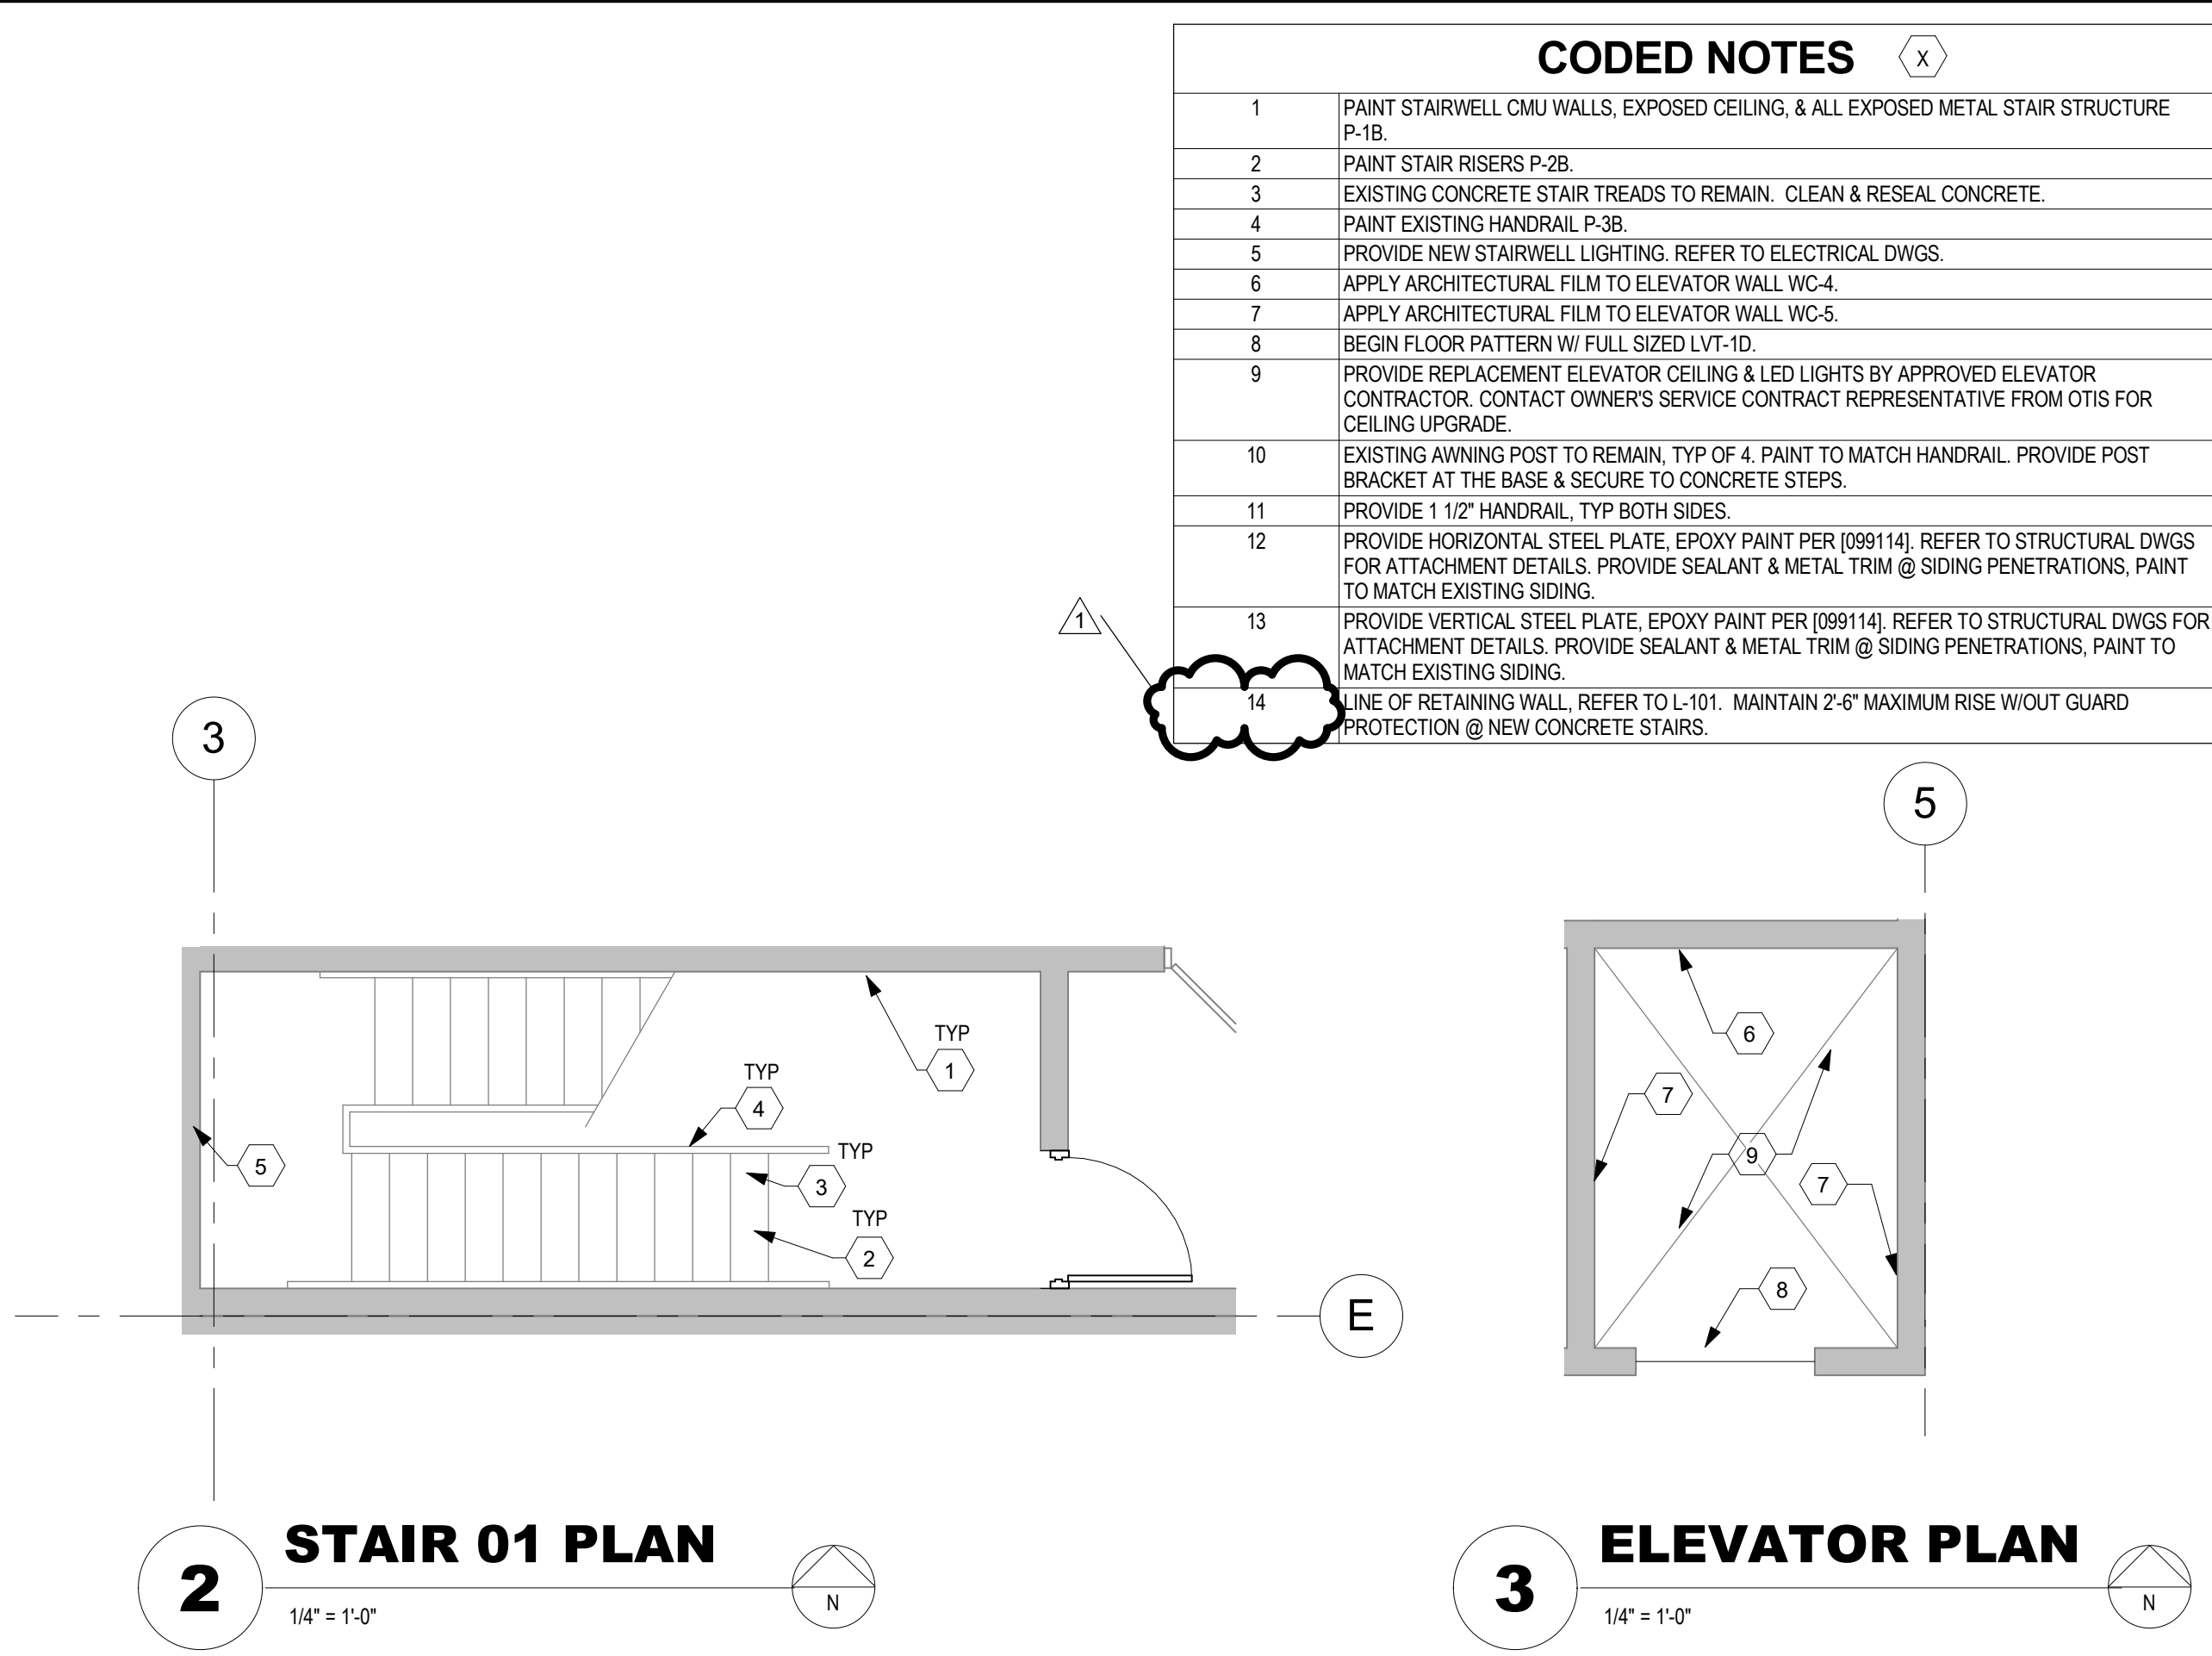 CODED NOTES X
1 PAINT STAIRWELL CMU WALLS, EXPOSED CEILING, & ALL EXPOSED METAL STAIR STRUCTURE
P-1B.
2 PAINT STAIR RISERS P-2B.
3 EXISTING CONCRETE STAIR TREADS TO REMAIN. CLEAN & RESEAL CONCRETE.
4 PAINT EXISTING HANDRAIL P-3B.
5 PROVIDE NEW STAIRWELL LIGHTING. REFER TO ELECTRICAL DWGS.
6 APPLY ARCHITECTURAL FILM TO ELEVATOR WALL WC-4.
7 APPLY ARCHITECTURAL FILM TO ELEVATOR WALL WC-5.
8 BEGIN FLOOR PATTERN W/ FULL SIZED LVT-1D.
9 PROVIDE REPLACEMENT ELEVATOR CEILING & LED LIGHTS BY APPROVED ELEVATOR
CONTRACTOR. CONTACT OWNER'S SERVICE CONTRACT REPRESENTATIVE FROM OTIS FOR
CEILING UPGRADE.
10 EXISTING AWNING POST TO REMAIN, TYP OF 4. PAINT TO MATCH HANDRAIL. PROVIDE POST
BRACKET AT THE BASE & SECURE TO CONCRETE STEPS.
11 PROVIDE 1 1/2" HANDRAIL, TYP BOTH SIDES.
12 PROVIDE HORIZONTAL STEEL PLATE, EPOXY PAINT PER [099114]. REFER TO STRUCTURAL DWGS
FOR ATTACHMENT DETAILS. PROVIDE SEALANT & METAL TRIM @ SIDING PENETRATIONS, PAINT
TO MATCH EXISTING SIDING.
1
13 PROVIDE VERTICAL STEEL PLATE, EPOXY PAINT PER [099114]. REFER TO STRUCTURAL DWGS FOR
ATTACHMENT DETAILS. PROVIDE SEALANT & METAL TRIM @ SIDING PENETRATIONS, PAINT TO
MATCH EXISTING SIDING.
14 LINE OF RETAINING WALL, REFER TO L-101. MAINTAIN 2'-6" MAXIMUM RISE W/OUT GUARD
PROTECTION @ NEW CONCRETE STAIRS.
3
TYP
1
TYP
4
TYP
3
5
TYP
2
E
2
STAIR 01 PLAN
1/4" = 1'-0"
N
5
6
7
9
7
8
3
ELEVATOR PLAN
1/4" = 1'-0"
N